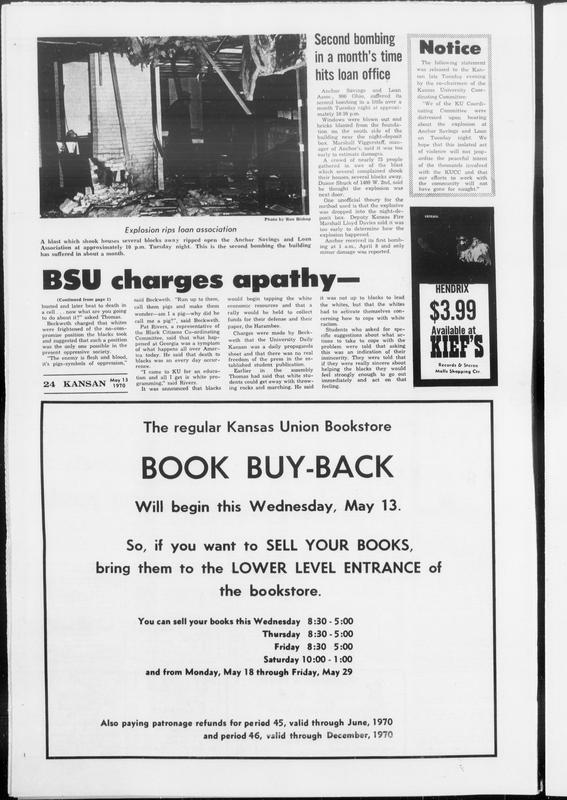 Photo by Ron Bishop
Explosion rips loan association
A blast which shook houses several blocks away ripped open the Anchor Savings and Loan
Association at approximately 10 p.m. Tuesday night. This is the second bombing the building
has suffered in about a month.
Second bombing
in a month's time
hits loan office
Anchor Savings and Loan
Assoc., 900 Ohio, suffered its
second bombing in a little over a
month Tuesday night at approxi-
mately 10:10 p.m.
Windows were blown out and
bricks blasted from the founda-
tion on the south side of the
building near the night-deposit
box. Marshall Viggerstaff, man-
ager of Anchor's, said it was too
early to estimate damages.
A crowd of nearly 75 people
gathered in awe of the blast
which several complained shook
their houses, several blocks away.
Duane Shuck of 1409 W. 2nd, said
he thought the explosion was
next door.
One unofficial theory for the
method used is that the explosive
was dropped into the night-de-
posit box. Deputy Kansas Fire
Marshall Lloyd Davies said it was
too early to determine how the
explosion happened.
Anchor received its first bomb-
ing at 1 a.m., April 8 and only
minor damage was reported.
Notice
The following statement
was released to the Kan-
san late Tuesday evening
by the co-chairmen of the
Kansas University Coor-
dinating Committee:
"We of the KU Coordi-
nating Committee were
distressed upon hearing
about the explosion at
Anchor Savings and Loan
on Tuesday night. We
hope that this isolated act
of violence will not jeop-
ardize the peaceful intent
of the thousands involved
with the KUCC and that
our efforts to work with
the community will not
have gone for naught."
HENDRIX
$3.99
Available at
KIEF'S
Records & Stereo
Malls Shopping Ctr.
BSU charges apathy—
(Continued from page 1)
busted and later beat to death in
a cell . . . now what are you going
to do about it?" asked Thomas.
Beckweth charged that whites
were frightened of the no-com-
promise position the blacks took
and suggested that such a position
was the only one possible in the
present oppressive society.
"The enemy is flesh and blood,
it's pigs-symbols of oppression,"
said Beckweth. "Run up to them,
call them pigs and make them
wonder—am I a pig—why did he
call me a pig?", said Beckweth.
Pat Rivers, a representative of
the Black Citizens Co-ordinating
Committee, said that what hap-
pened at Georgia was a symptom
of what happens all over Amer-
ica today. He said that death to
blacks was an every day occur-
rence.
"I came to KU for an educa-
tion and all I get is white pro-
gramming," said Rivers.
It was announced that blacks
would begin tapping the white
economic resources and that a
rally would be held to collect
funds for their defense and their
paper, the Harambee.
Charges were made by Beck-
weth that the University Daily
Kansan was a daily propaganda
sheet and that there was no real
freedom of the press in the es-
tablished student publication.
Earlier in the assembly
Thomas had said that white stu-
dents could get away with throw-
ing rocks and marching. He said
it was not up to blacks to lead
the whites, but that the whites
had to activate themselves con-
cerning how to cope with white
racism.
Students who asked for spe-
cific suggestions about what ac-
tions to take to cope with the
problem were told that asking
this was an indication of their
insincerity. They were told that
if they were really sincere about
helping the blacks they would
feel strongly enough to go out
immediately and act on that
feeling.
24 KANSAN May 13
1970
The regular Kansas Union Bookstore
BOOK BUY-BACK
Will begin this Wednesday, May 13.
So, if you want to SELL YOUR BOOKS,
bring them to the LOWER LEVEL ENTRANCE of
the bookstore.
You can sell your books this Wednesday 8:30 - 5:00
Thursday 8:30 - 5:00
Friday 8:30 5:00
Saturday 10:00 - 1:00
and from Monday, May 18 through Friday, May 29
Also paying patronage refunds for period 45, valid through June, 1970
and period 46, valid through December, 1970